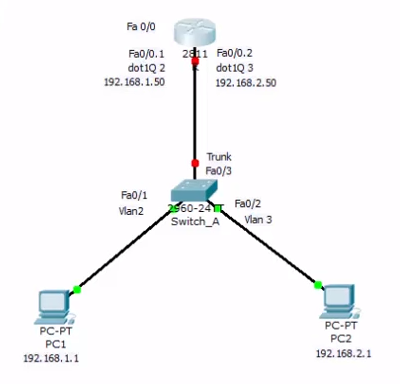 Fa 0/0
2811
Fa0/0.1
dot1Q 2
192.168.1.50
Fa0/0.2
dot1Q 3
192.168.2.50
Trunk
Fa0/3
Fa0/1
Vlan2
Fa0/2
Vlan 3
2960-24TT
Switch_A
PC-PT
PC1
192.168.1.1
PC-PT
PC2
192.168.2.1